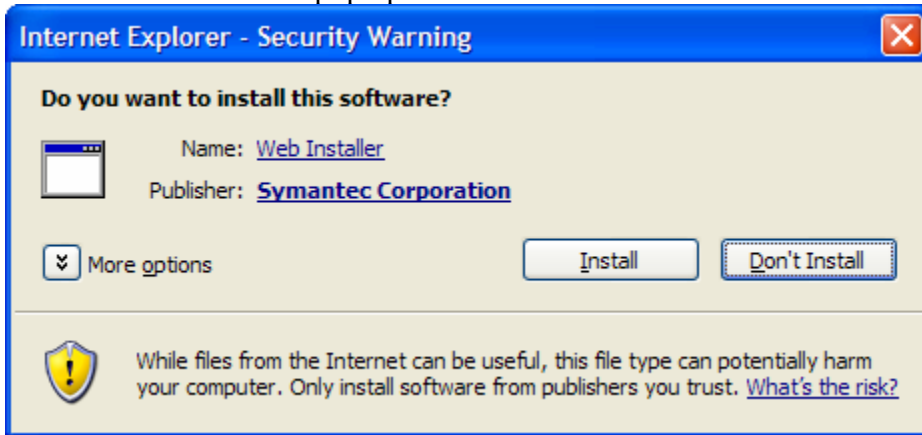 Internet Explorer - Security Warning
Do you want to install this software?
Name: Web Installer
Publisher: Symantec Corporation
More options
Install
Don't Install
While files from the Internet can be useful, this file type can potentially harm
your computer. Only install software from publishers you trust. What's the risk?